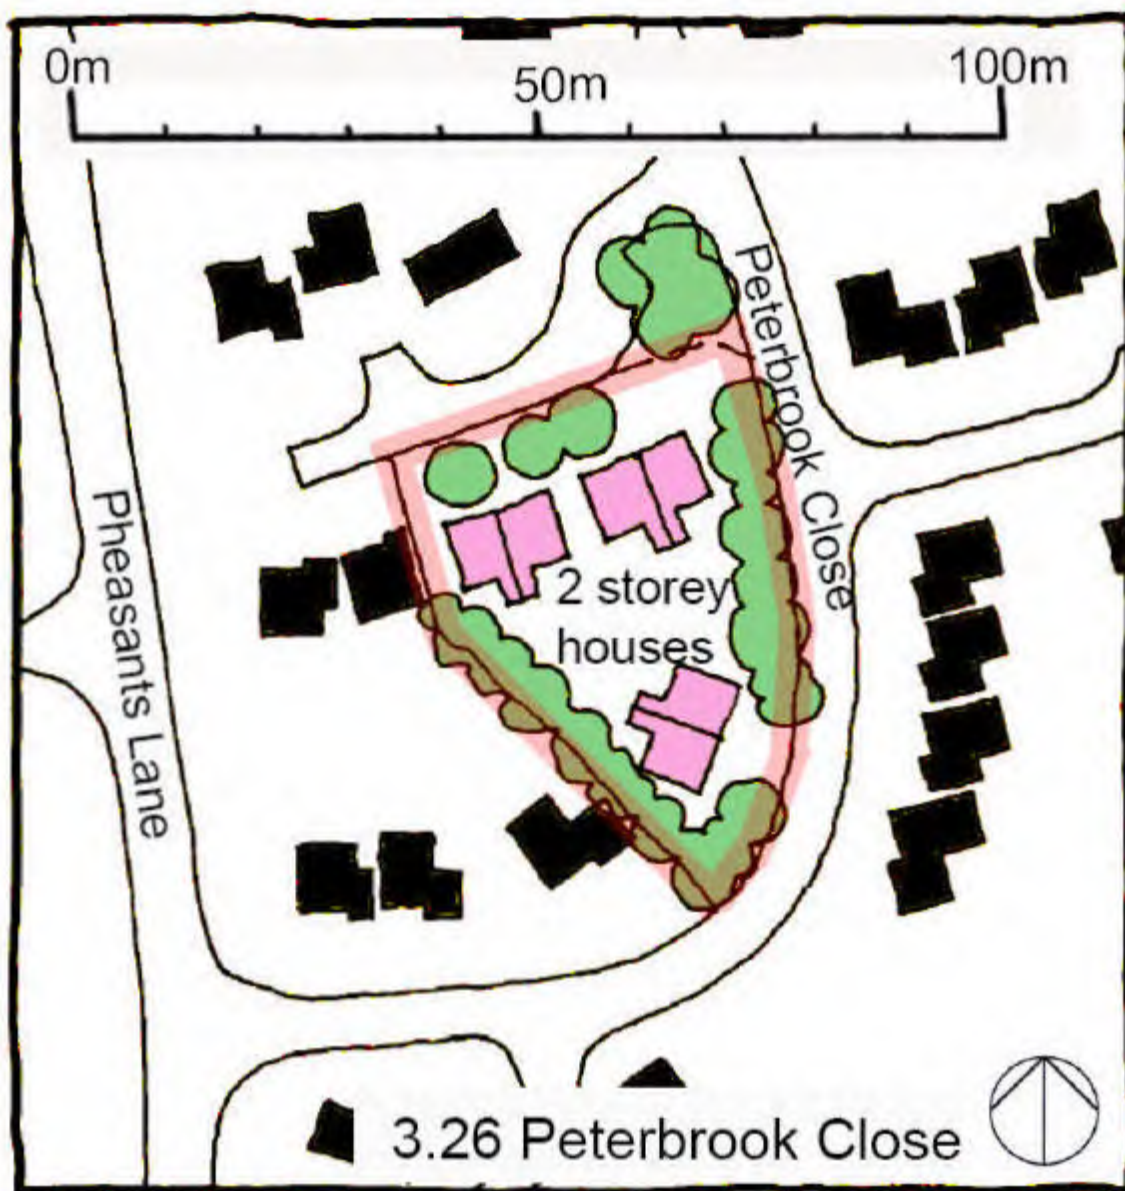 0m
50m
100m
Peterbrook Close
Pheasants Lane
2 storey
houses
3.26 Peterbrook Close